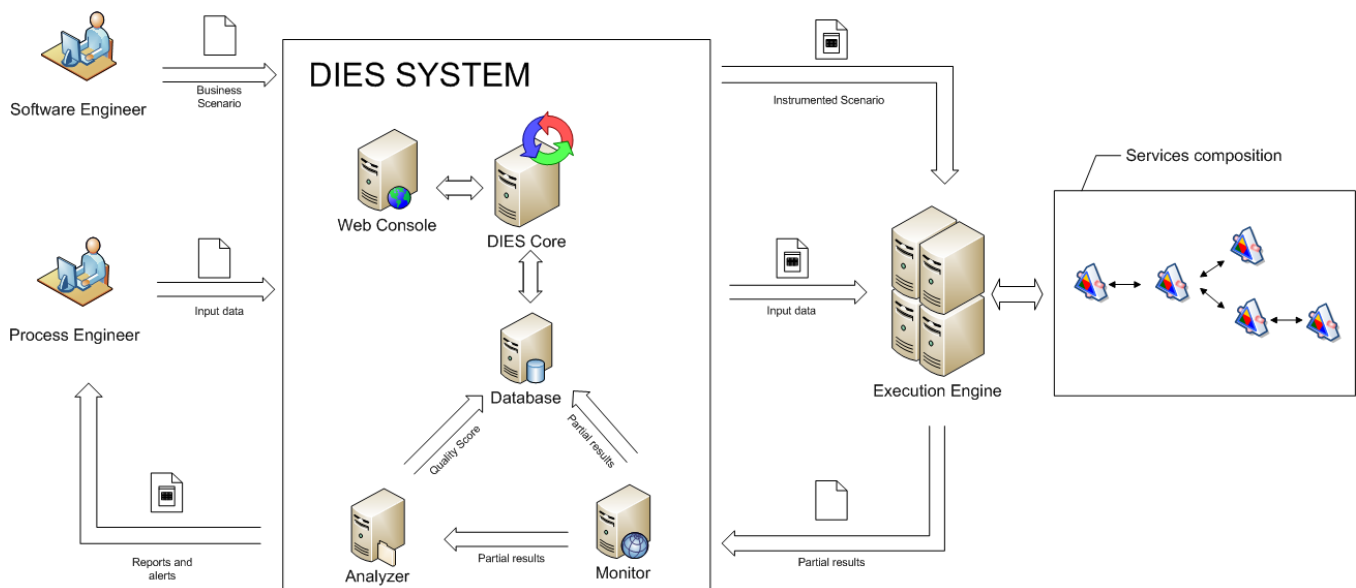 Software Engineer
Business
Scenario
DIES SYSTEM
Instrumented Scenario
Services composition
Web Console
DIES Core
Process Engineer
Input data
Input data
Database
Execution Engine
Quality Score
Partial results
Reports and
alerts
Analyzer
Partial results
Monitor
Partial results